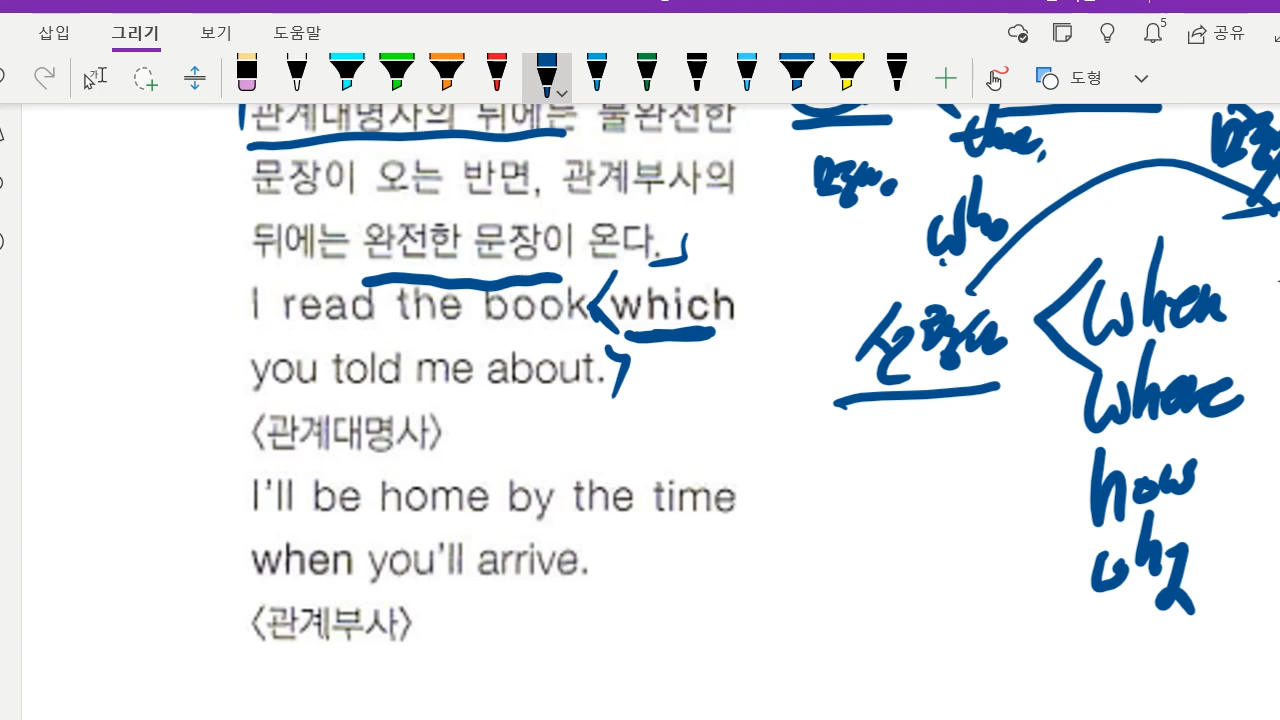 삽입 그리기 보기 도움말 5 공유
가 도형
관계대명사의 뒤에는 불완전한
문장이 오는 반면, 관계부사의
뒤에는 완전한 문장이 온다.
I read the book which
you told me about.
〈관계대명사〉
I'll be home by the time
when you'll arrive.
〈관계부사〉
who
선행사
when
where
how
why